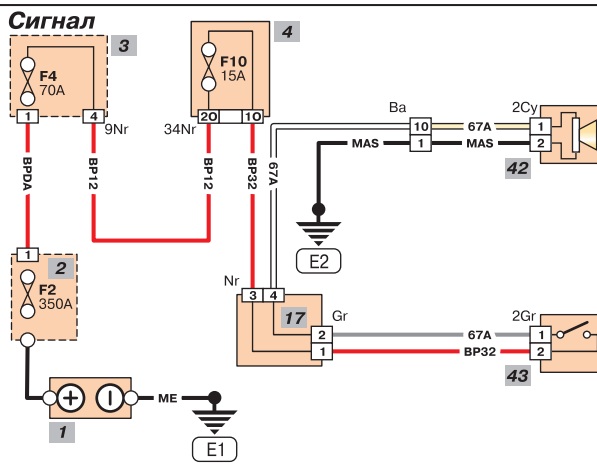 Сигнал
3
4
F4
70A
F10
15A
1
4
9Nr
34Nr
20
10
Ba
2Cy
10
67A
1
1
MAS
MAS
2
42
BPDA
BP12
BP12
BP32
67A
E2
1
2
F2
350A
Nr
3
4
17
Gr
2
1
67A
BP32
2Gr
1
2
43
ME
1
E1